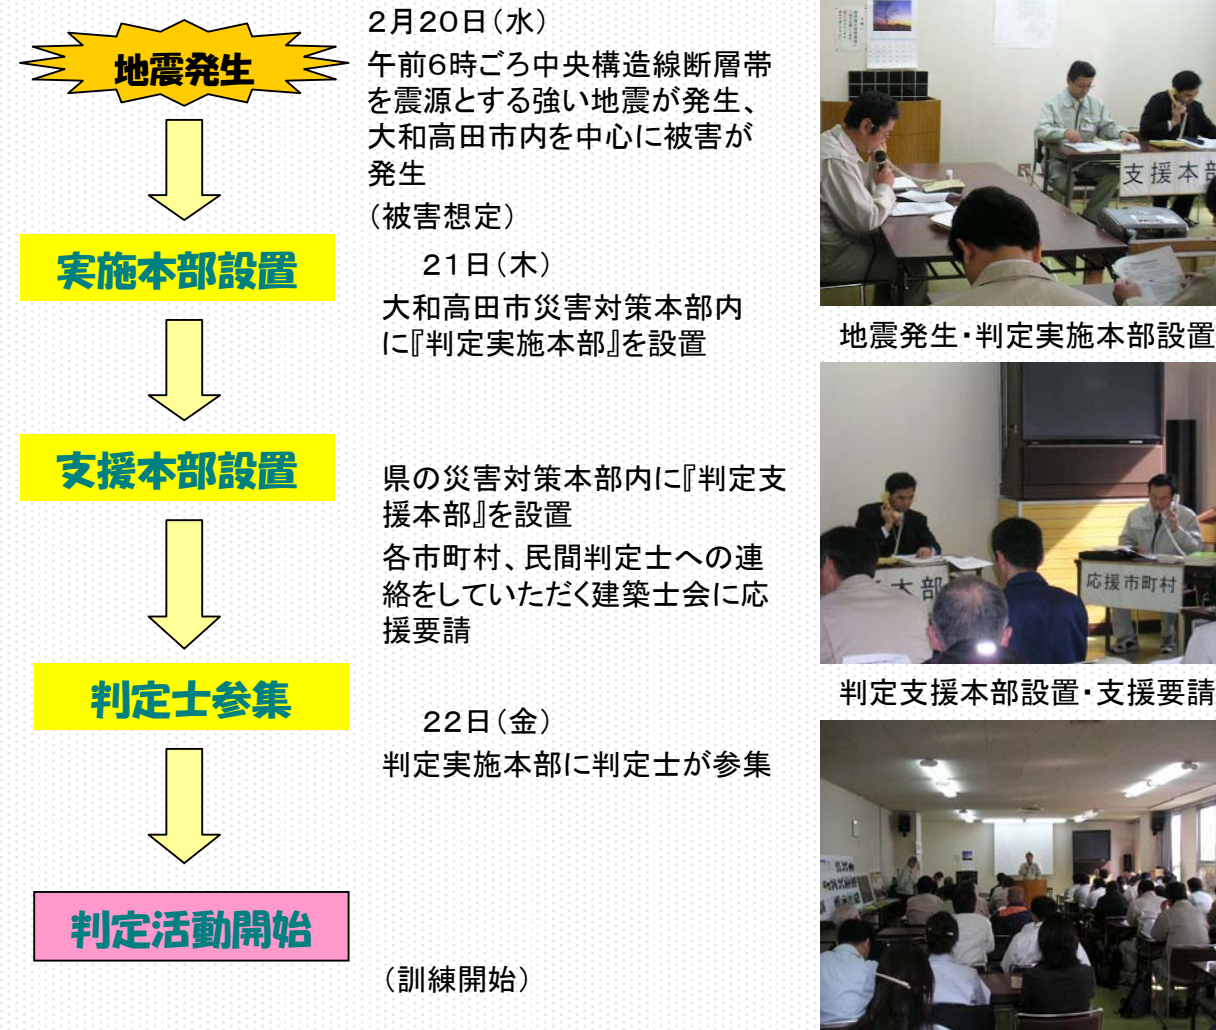 地震発生
2月20日(水)
午前6時ごろ中央構造線断層帯
を震源とする強い地震が発生、
大和高田市内を中心に被害が
発生
(被害想定)
実施本部設置
21日(木)
大和高田市災害対策本部内
に『判定実施本部』を設置
支援本部設置
県の災害対策本部内に『判定支
援本部』を設置
各市町村、民間判定士への連
絡をしていただく建築士会に応
援要請
判定士参集
22日(金)
判定実施本部に判定士が参集
判定活動開始
(訓練開始)
支援本部
地震発生・判定実施本部設置
本部
応援市町村
判定支援本部設置・支援要請